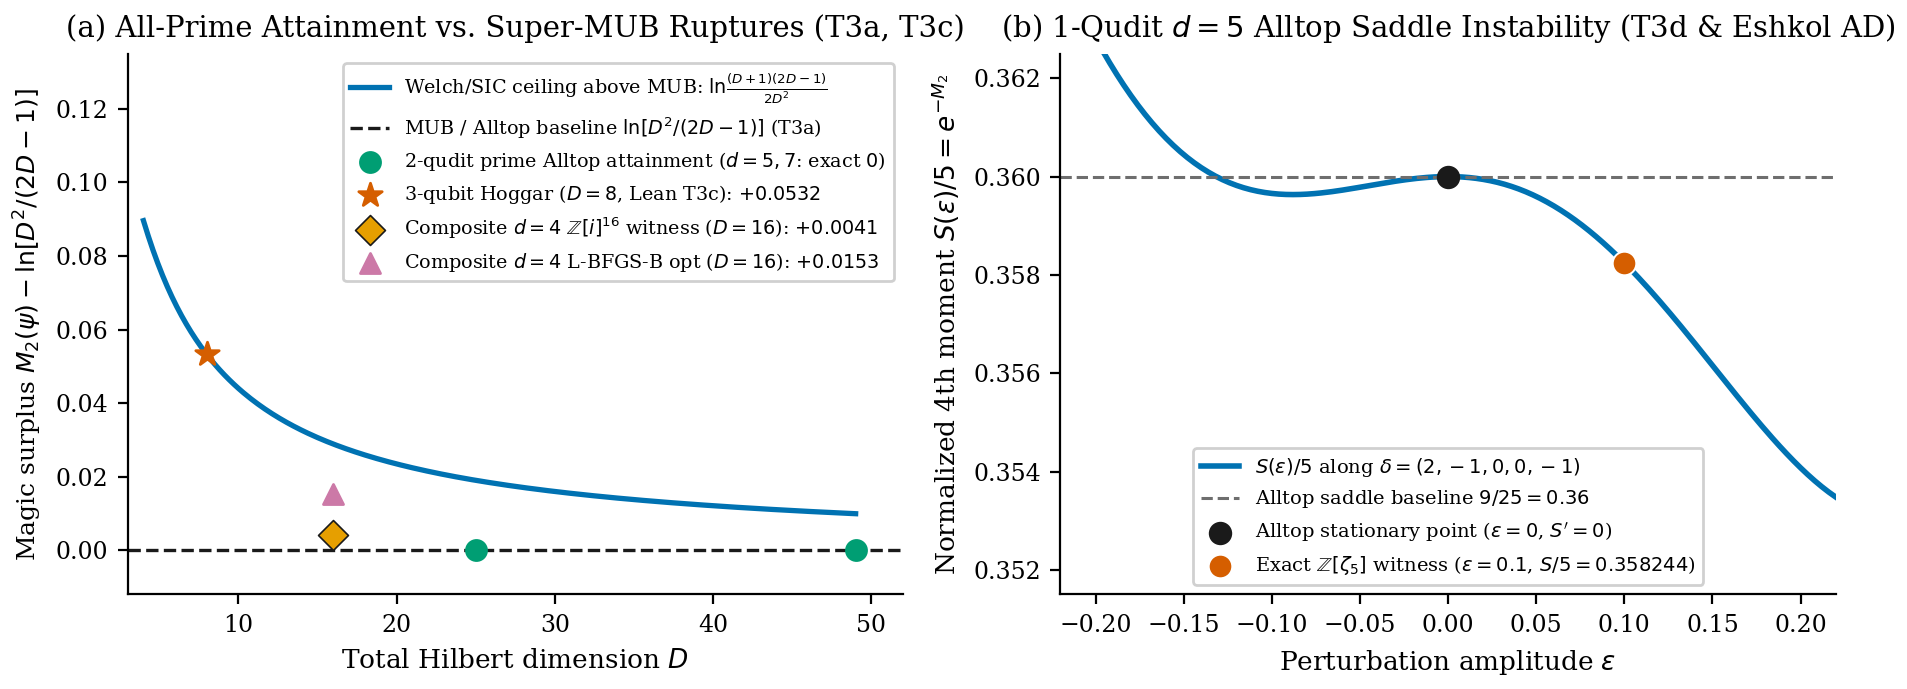 (a) All-Prime Attainment vs. Super-MUB Ruptures (T3a, T3c)
Magic surplus M₂(ψ) − ln[D²/(2D − 1)]
0.12
0.10
0.08
0.06
0.04
0.02
0.00
Welch/SIC ceiling above MUB: ln (D+1)(2D−1)/2D²
MUB / Alltop baseline ln[D²/(2D − 1)] (T3a)
2-qudit prime Alltop attainment (d = 5, 7: exact 0)
3-qubit Hoggar (D = 8, Lean T3c): +0.0532
Composite d = 4 ℤ[i]¹⁶ witness (D = 16): +0.0041
Composite d = 4 L-BFGS-B opt (D = 16): +0.0153
10 20 30 40 50
Total Hilbert dimension D
(b) 1-Qudit d = 5 Alltop Saddle Instability (T3d & Eshkol AD)
Normalized 4th moment S(ε)/5 = e^{−M₂}
0.362
0.360
0.358
0.356
0.354
0.352
S(ε)/5 along δ = (2, −1, 0, 0, −1)
Alltop saddle baseline 9/25 = 0.36
Alltop stationary point (ε = 0, S′ = 0)
Exact ℤ[ζ₅] witness (ε = 0.1, S/5 = 0.358244)
−0.20 −0.15 −0.10 −0.05 0.00 0.05 0.10 0.15 0.20
Perturbation amplitude ε